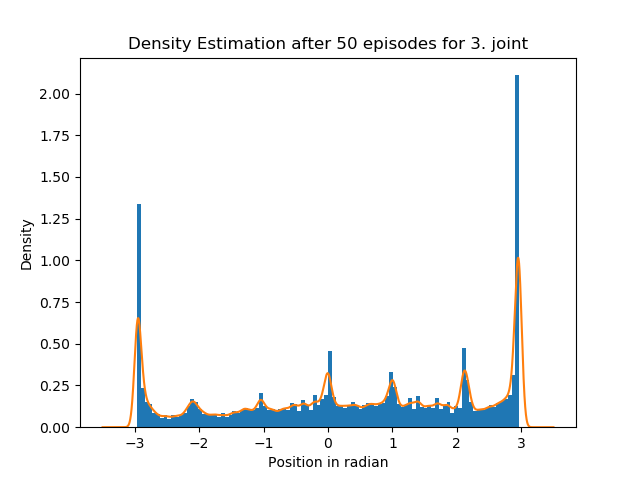 Density Estimation after 50 episodes for 3. joint
2.00
1.75
1.50
1.25
1.00
0.75
0.50
0.25
0.00
Density
−3 −2 −1 0 1 2 3
Position in radian